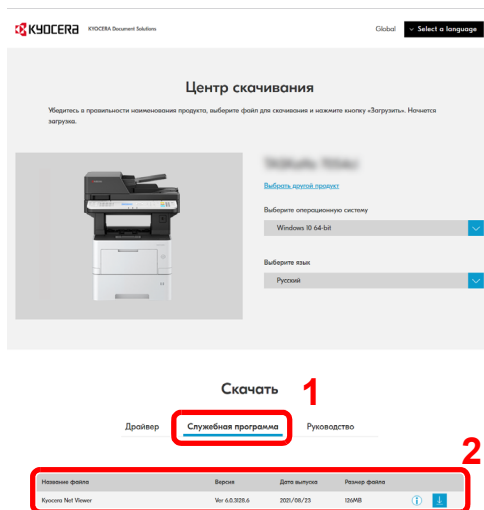 KYOCERA KYOCERA Document Solutions Global Select a language
Центр скачивания
Убедитесь в правильности наименования продукта, выберите файл для скачивания и нажмите кнопку «Загрузить». Начнется
загрузка.
Выбрать другой продукт
Выберите операционную систему
Windows 10 64-bit
Выберите язык
Русский
Скачать 1
Драйвер Служебная программа Руководство
2
Название файла Версия Дата выпуска Размер файла
Kyocera Net Viewer Ver 6.0.3128.6 2021/08/23 126MB